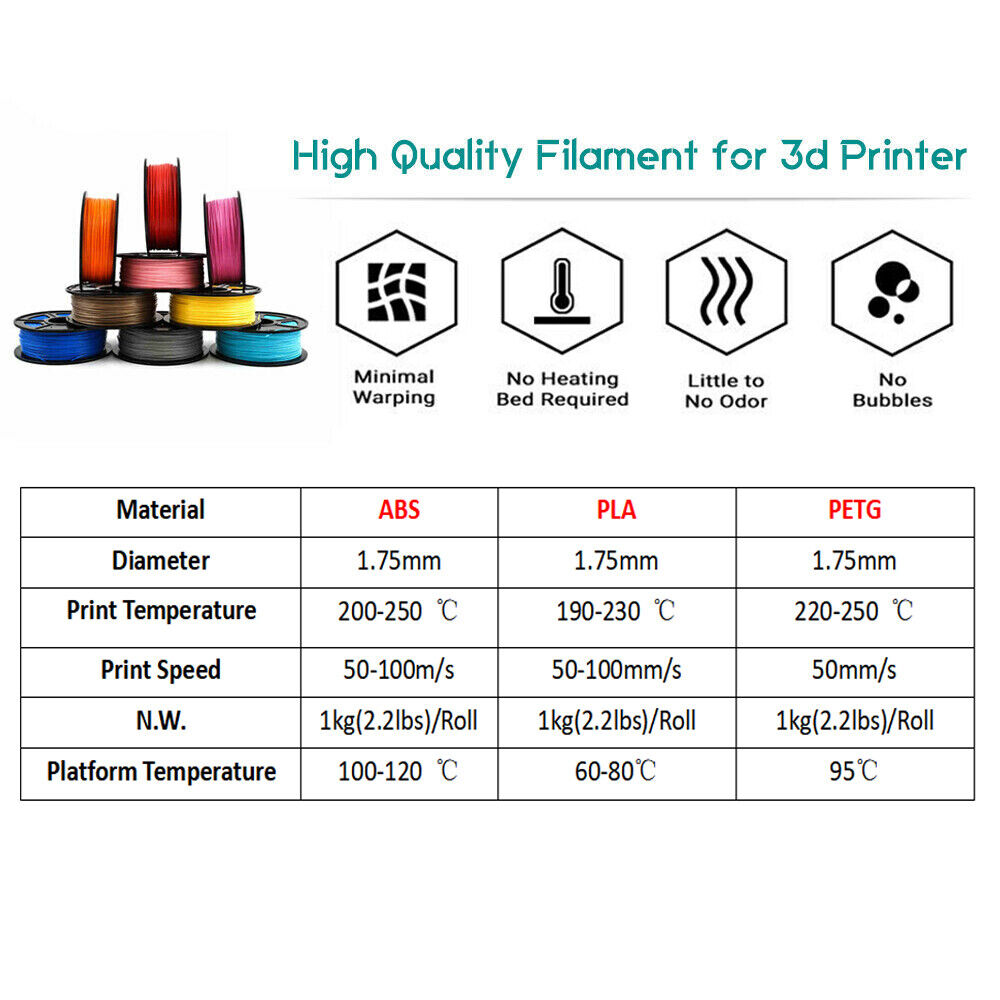 High Quality Filament for 3d Printer
Minimal
Warping
No Heating
Bed Required
Little to
No Odor
No
Bubbles
Material ABS PLA PETG
Diameter 1.75mm 1.75mm 1.75mm
Print Temperature 200-250 ℃ 190-230 ℃ 220-250 ℃
Print Speed 50-100m/s 50-100mm/s 50mm/s
N.W. 1kg(2.2lbs)/Roll 1kg(2.2lbs)/Roll 1kg(2.2lbs)/Roll
Platform Temperature 100-120 ℃ 60-80℃ 95℃